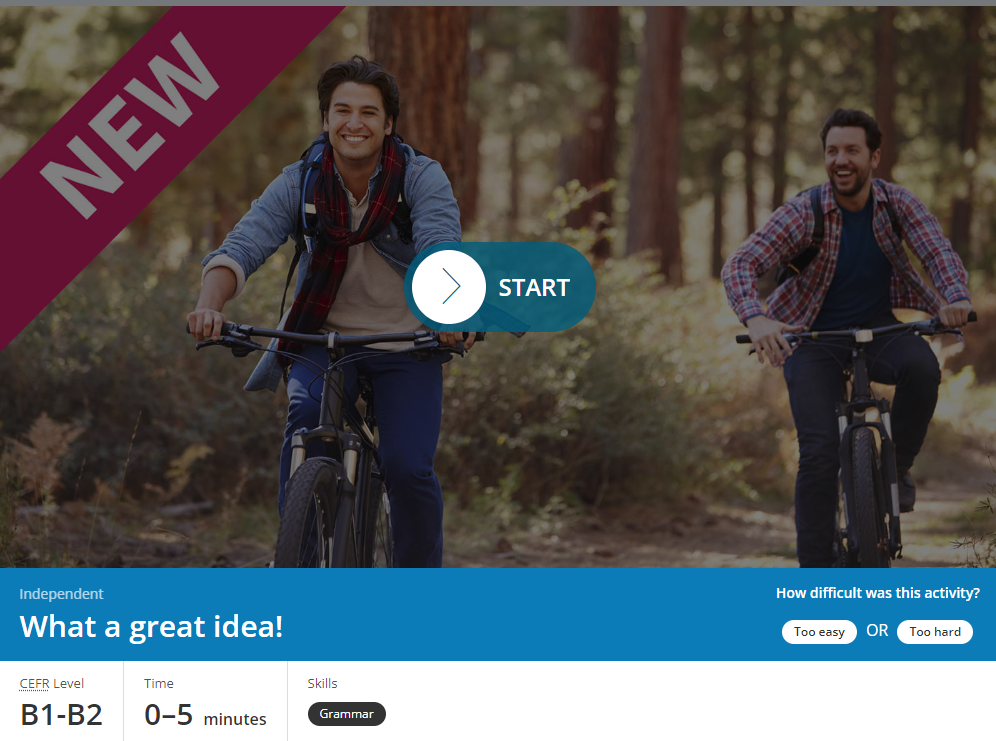 NEW
START
Independent
What a great idea!
How difficult was this activity?
Too easy OR Too hard
CEFR Level
B1-B2
Time
0–5 minutes
Skills
Grammar